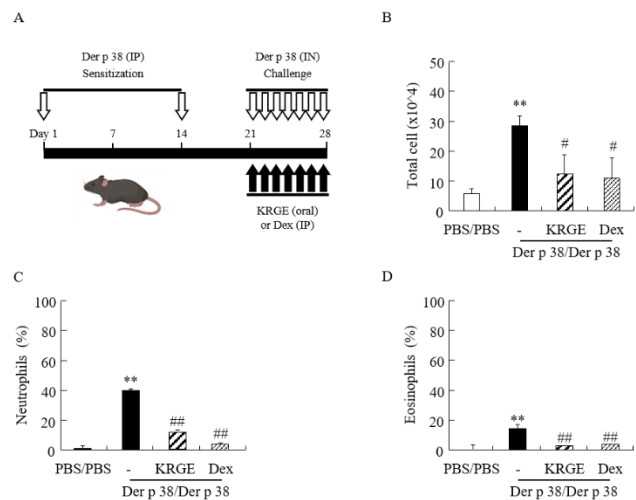 A
Der p 38 (IP)
Sensitization
Der p 38 (IN)
Challenge
Day 1 7 14 21 28
KRGE (oral)
or Dex (IP)
B
Total cell (x10^4)
50
40
30
20
10
0
**
#
#
PBS/PBS - KRGE Dex
Der p 38/Der p 38
C
Neutrophils (%)
100
80
60
40
20
0
**
##
##
PBS/PBS - KRGE Dex
Der p 38/Der p 38
D
Eosinophils (%)
100
80
60
40
20
0
**
##
##
PBS/PBS - KRGE Dex
Der p 38/Der p 38